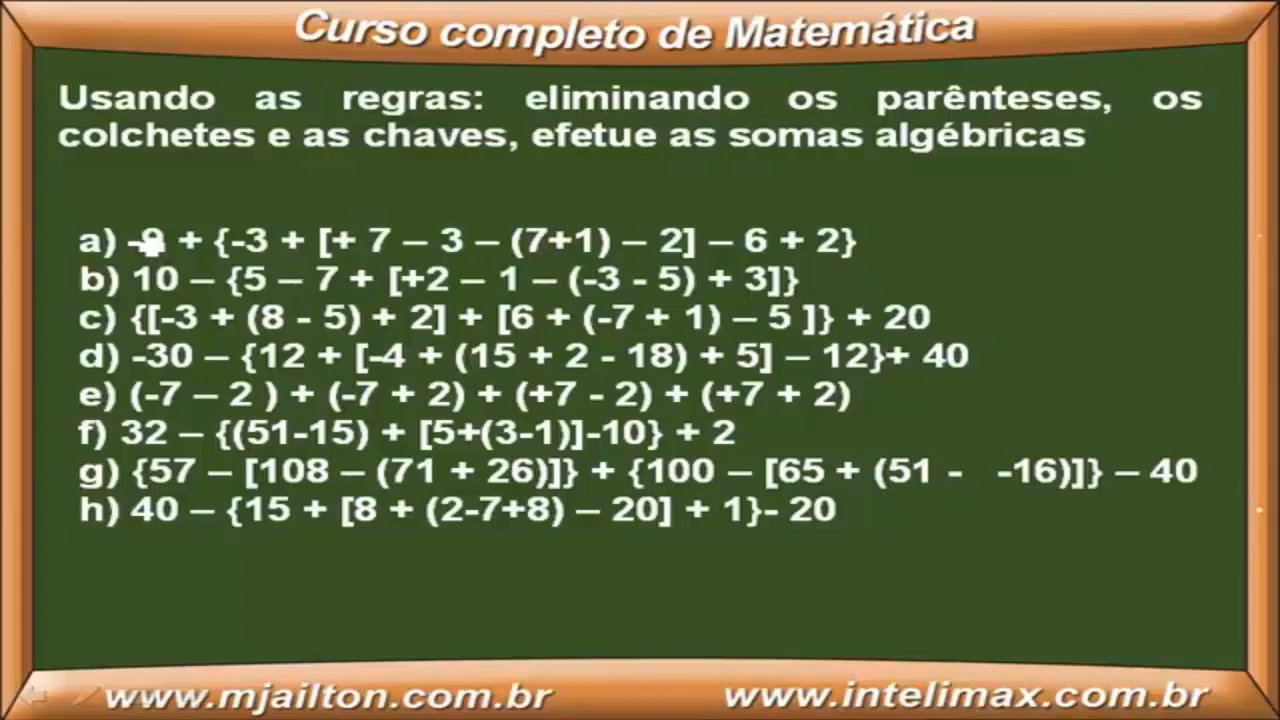 Curso completo de Matemática
Usando as regras: eliminando os parênteses, os
colchetes e as chaves, efetue as somas algébricas
a) -9 + {-3 + [+ 7 – 3 – (7+1) – 2] – 6 + 2}
b) 10 – {5 – 7 + [+2 – 1 – (-3 - 5) + 3]}
c) {[-3 + (8 - 5) + 2] + [6 + (-7 + 1) – 5 ]} + 20
d) -30 – {12 + [-4 + (15 + 2 - 18) + 5] – 12}+ 40
e) (-7 – 2 ) + (-7 + 2) + (+7 - 2) + (+7 + 2)
f) 32 – {(51-15) + [5+(3-1)]-10} + 2
g) {57 – [108 – (71 + 26)]} + {100 – [65 + (51 - -16)]} – 40
h) 40 – {15 + [8 + (2-7+8) – 20] + 1}- 20
www.mjailton.com.br
www.intelimax.com.br